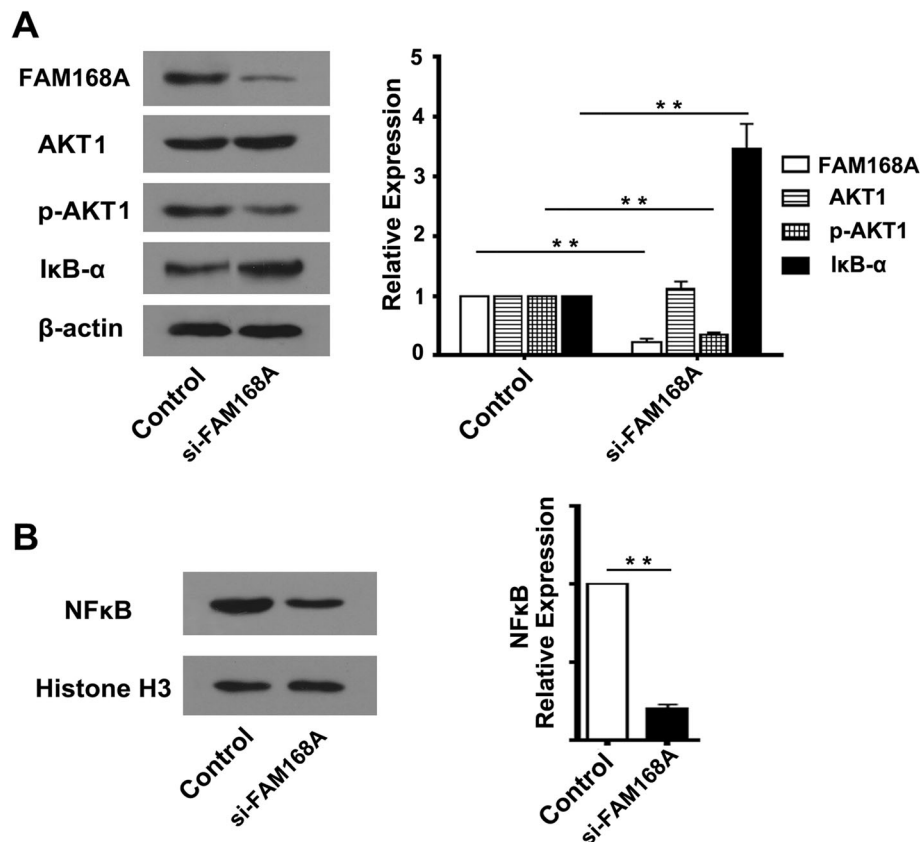 A
FAM168A
AKT1
p-AKT1
IκB-α
β-actin
Control
si-FAM168A
Relative Expression
5
4
3
2
1
0
* *
* *
* *
Control
si-FAM168A
FAM168A
AKT1
p-AKT1
IκB-α
B
NFκB
Histone H3
Control
si-FAM168A
NFκB
Relative Expression
* *
Control
si-FAM168A